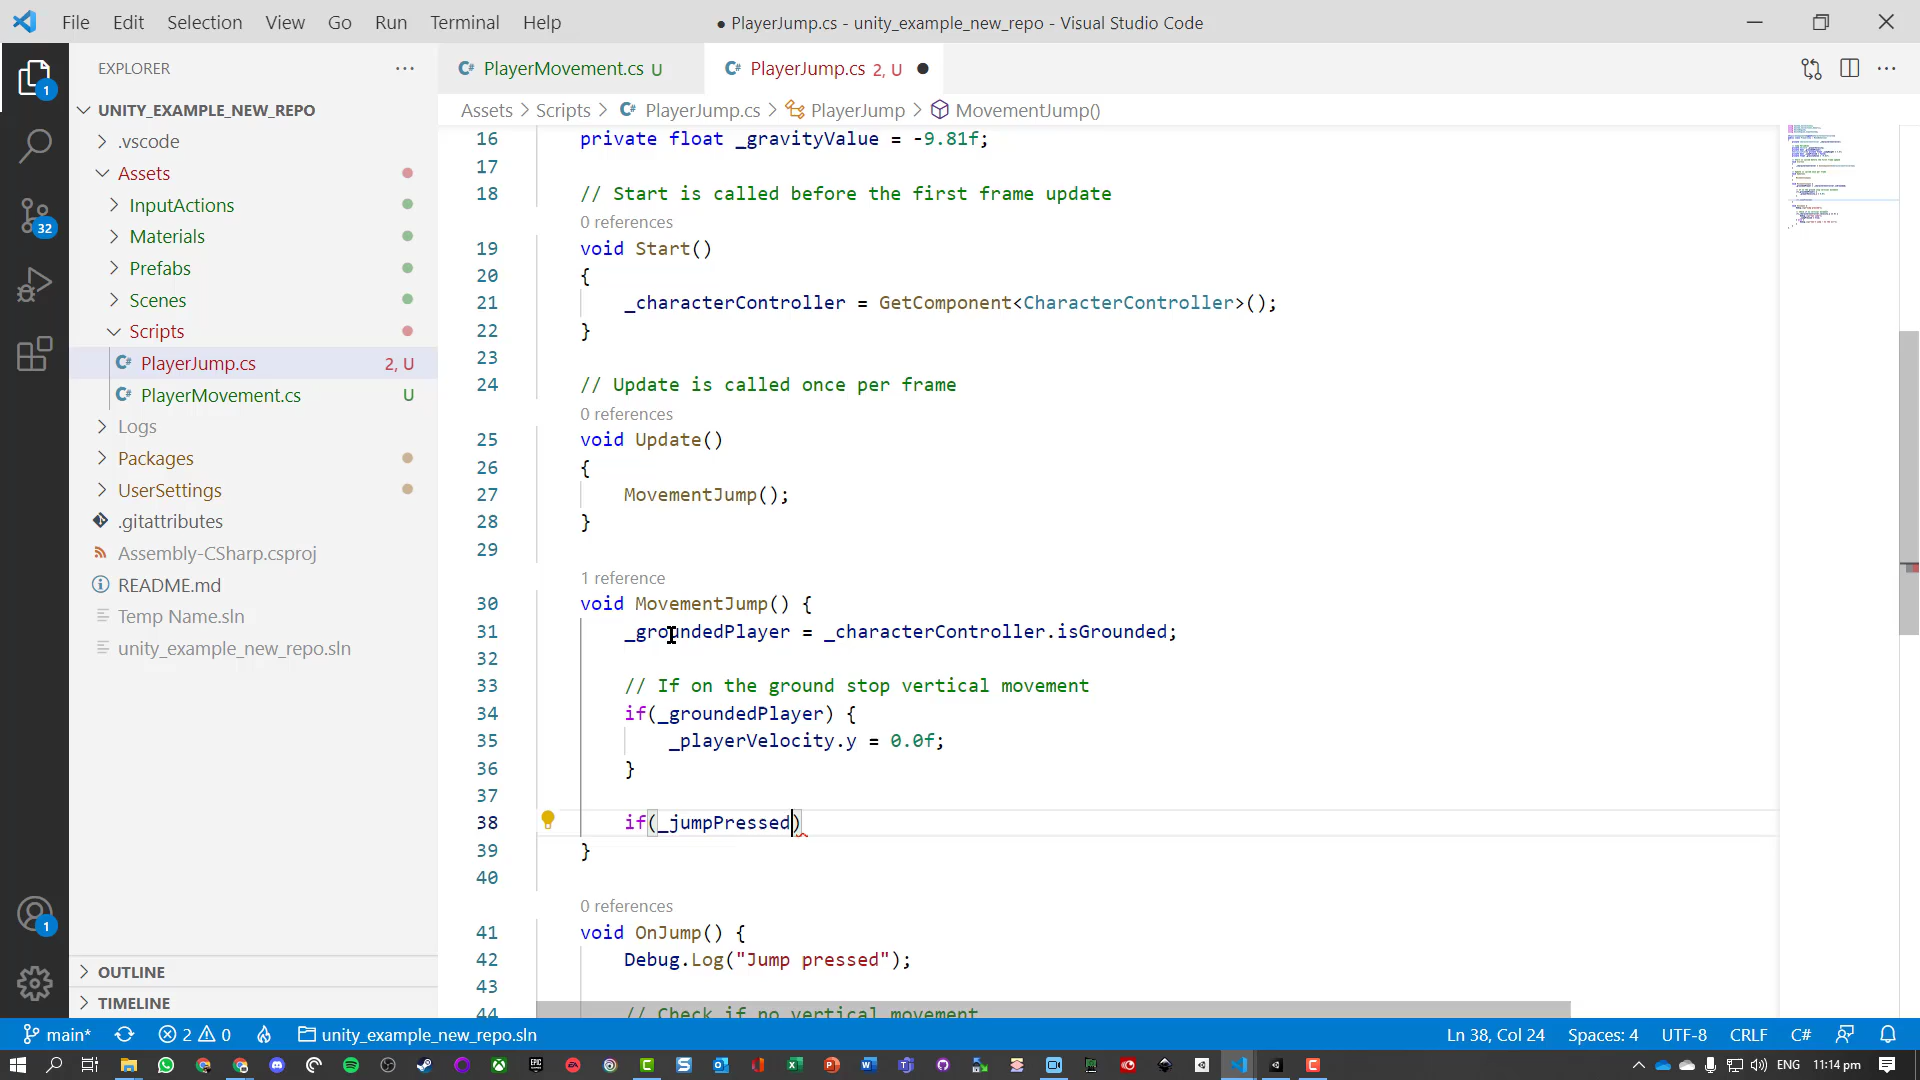 File Edit Selection View Go Run Terminal Help
● PlayerJump.cs - unity_example_new_repo - Visual Studio Code
EXPLORER
UNITY_EXAMPLE_NEW_REPO
.vscode
Assets
InputActions
Materials
Prefabs
Scenes
Scripts
PlayerJump.cs 2, U
PlayerMovement.cs U
Logs
Packages
UserSettings
.gitattributes
Assembly-CSharp.csproj
README.md
Temp Name.sln
unity_example_new_repo.sln
OUTLINE
TIMELINE
1
32
1
PlayerMovement.cs U
PlayerJump.cs 2, U
Assets > Scripts > PlayerJump.cs > PlayerJump > MovementJump()
16 private float _gravityValue = -9.81f;
17
18 // Start is called before the first frame update
0 references
19 void Start()
20 {
21 _characterController = GetComponent<CharacterController>();
22 }
23
24 // Update is called once per frame
0 references
25 void Update()
26 {
27 MovementJump();
28 }
29
1 reference
30 void MovementJump() {
31 _groundedPlayer = _characterController.isGrounded;
32
33 // If on the ground stop vertical movement
34 if(_groundedPlayer) {
35 _playerVelocity.y = 0.0f;
36 }
37
38 if(_jumpPressed)
39 }
40
0 references
41 void OnJump() {
42 Debug.Log("Jump pressed");
43
44 // Check if no vertical movement
main* 2 0 unity_example_new_repo.sln
Ln 38, Col 24 Spaces: 4 UTF-8 CRLF C#
ENG 11:14 pm